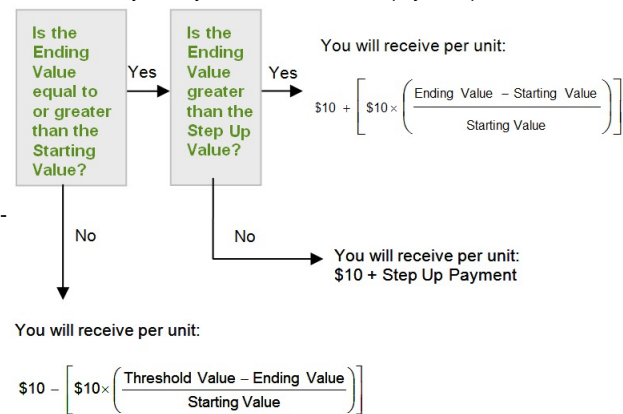 Is the
Ending
Value
equal to
or greater
than the
Starting
Value?
Yes
Is the
Ending
Value
greater
than the
Step Up
Value?
Yes
You will receive per unit:
$10 + [ $10 × ( Ending Value – Starting Value
Starting Value ) ]
No
No
You will receive per unit:
$10 + Step Up Payment
You will receive per unit:
$10 – [ $10× ( Threshold Value – Ending Value
Starting Value ) ]